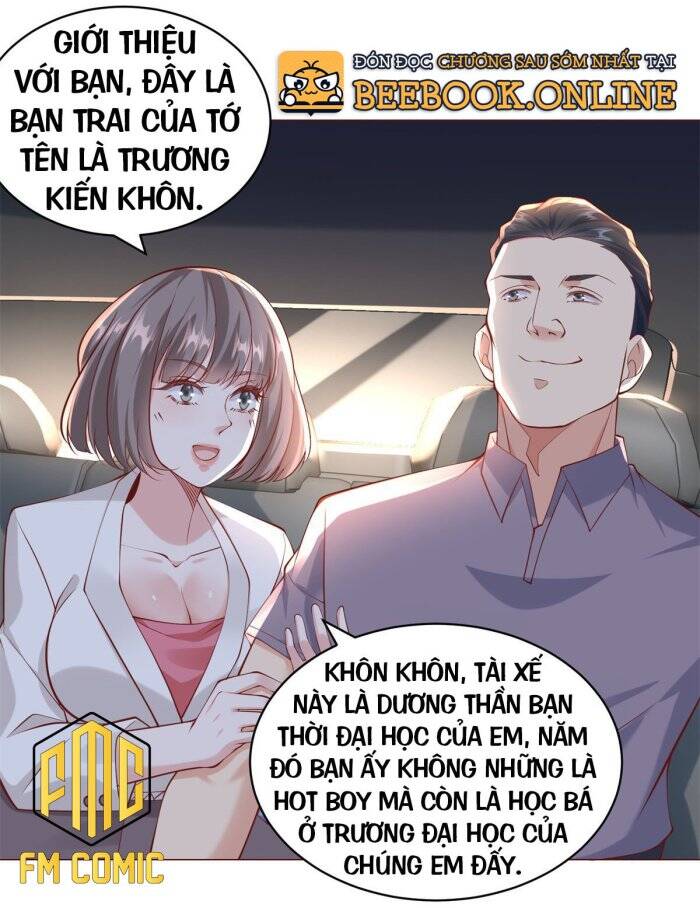 GIỚI THIỆU
VỚI BẠN, ĐÂY LÀ
BẠN TRAI CỦA TỚ
TÊN LÀ TRƯƠNG
KIẾN KHÔN.
ĐÓN ĐỌC CHƯƠNG SAU SỚM NHẤT TẠI
BEEBOOK.ONLINE
KHÔN KHÔN, TÀI XẾ
NÀY LÀ DƯƠNG THẦN BẠN
THỜI ĐẠI HỌC CỦA EM, NĂM
ĐÓ BẠN ẤY KHÔNG NHỮNG LÀ
HOT BOY MÀ CÒN LÀ HỌC BÁ
Ở TRƯƠNG ĐẠI HỌC CỦA
CHÚNG EM ĐẤY.
FMC
FM COMIC